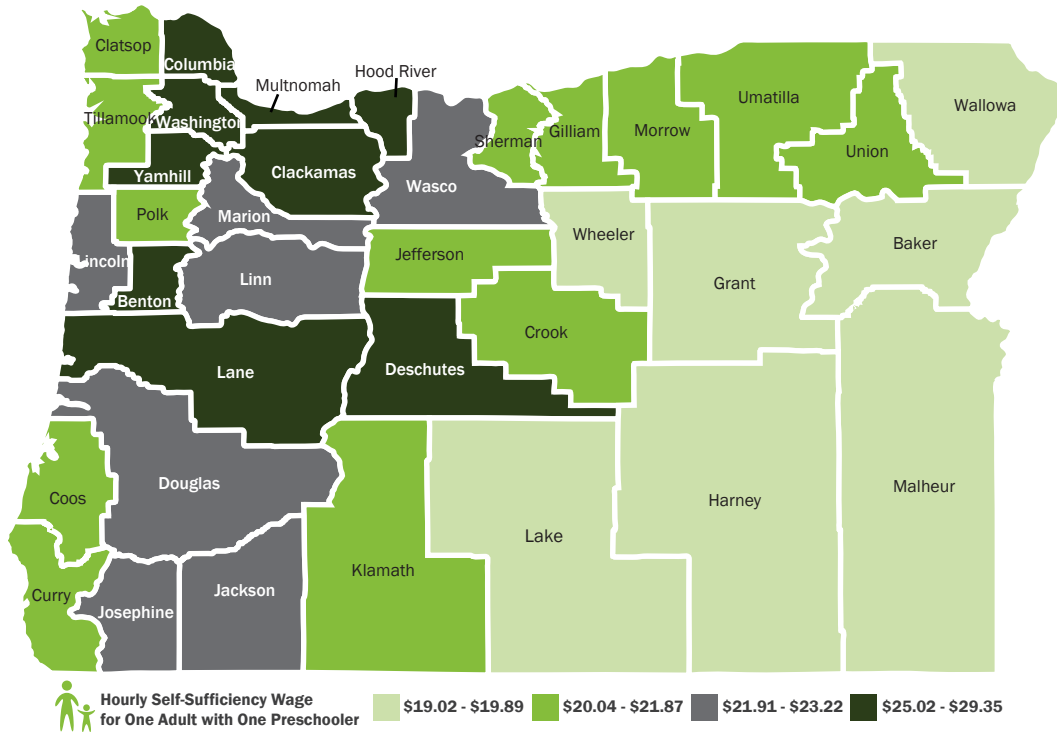 Clatsop
Columbia
Multnomah
Hood River
Tillamook
Washington
Sherman
Gilliam
Morrow
Umatilla
Wallowa
Union
Yamhill
Clackamas
Wasco
Polk
Marion
Wheeler
Baker
Lincoln
Jefferson
Linn
Grant
Benton
Crook
Lane
Deschutes
Douglas
Coos
Harney
Malheur
Lake
Klamath
Curry
Josephine
Jackson
Hourly Self-Sufficiency Wage
for One Adult with One Preschooler
$19.02 - $19.89
$20.04 - $21.87
$21.91 - $23.22
$25.02 - $29.35